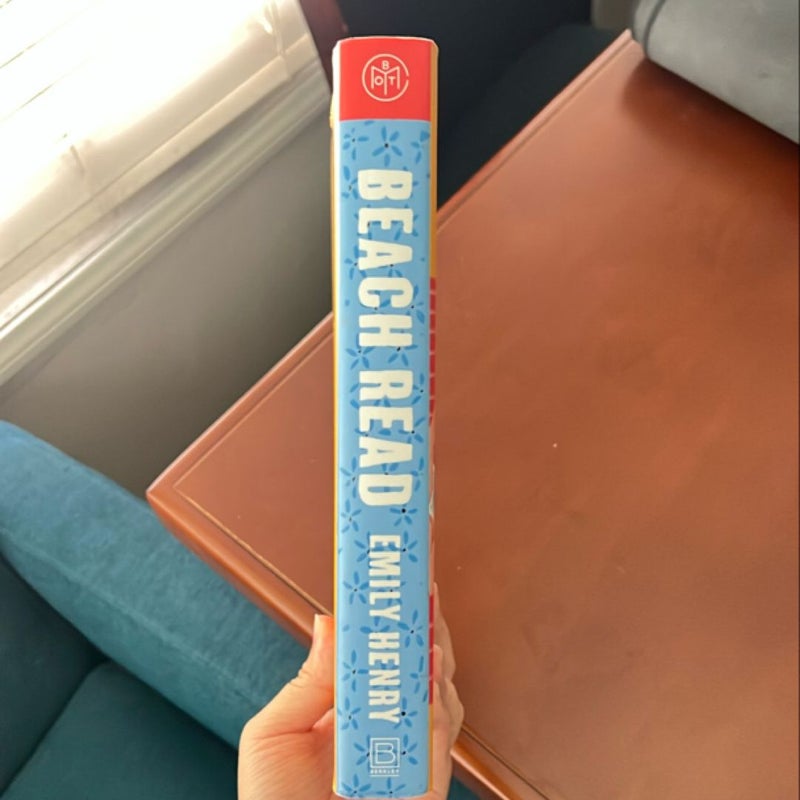 BOTM
BEACH READ
EMILY HENRY
B
BERKLEY